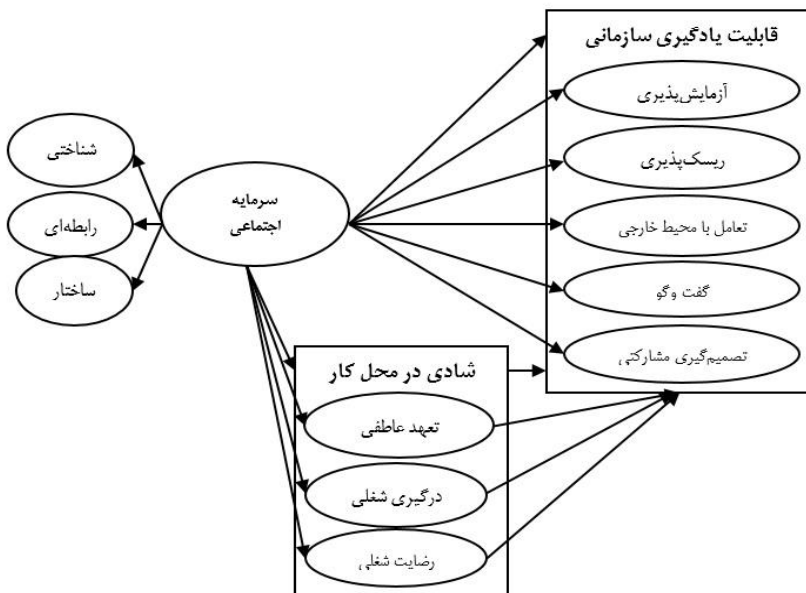 قابلیت یادگیری سازمانی
آزمایش‌پذیری
ریسک‌پذیری
تعامل با محیط خارجی
گفت وگو
تصمیم‌گیری مشارکتی
سرمایه
اجتماعی
شناختی
رابطه‌ای
ساختار
شادی در محل کار
تعهد عاطفی
درگیری شغلی
رضایت شغلی